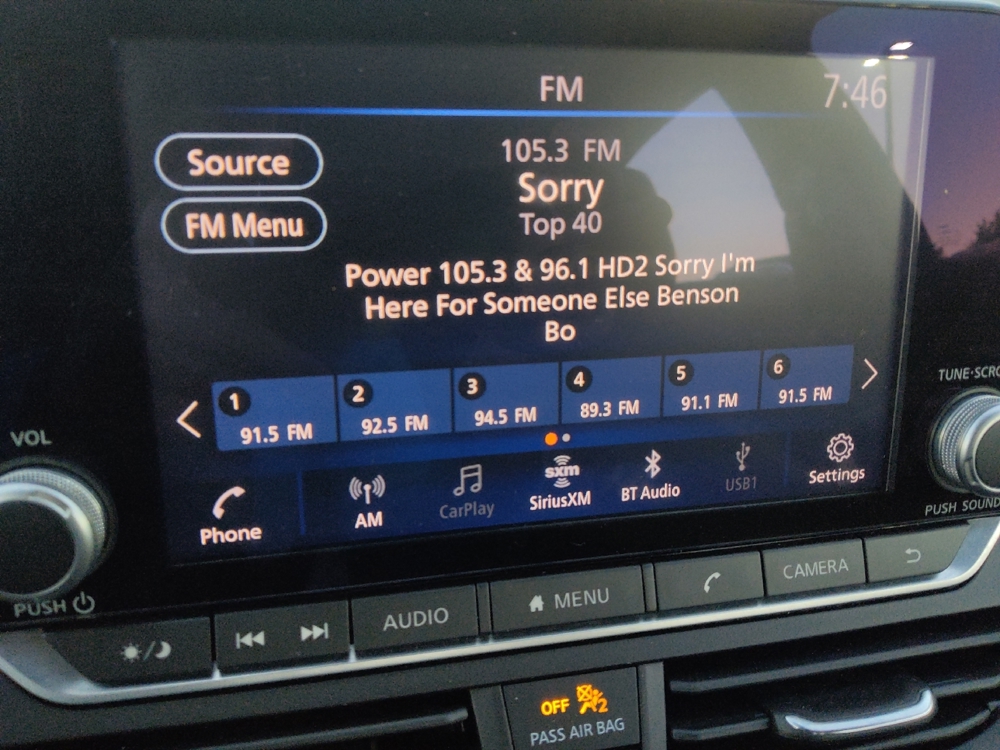 FM
7:46
Source
105.3 FM
Sorry
FM Menu
Top 40
Power 105.3 & 96.1 HD2 Sorry I'm
Here For Someone Else Benson
Bo
1
91.5 FM
2
92.5 FM
3
94.5 FM
4
89.3 FM
5
91.1 FM
6
91.5 FM
Phone
AM
CarPlay
sxm
SiriusXM
BT Audio
USB1
Settings
VOL
PUSH
TUNE·SCRO
PUSH SOUND
AUDIO
MENU
CAMERA
OFF
2
PASS AIR BAG